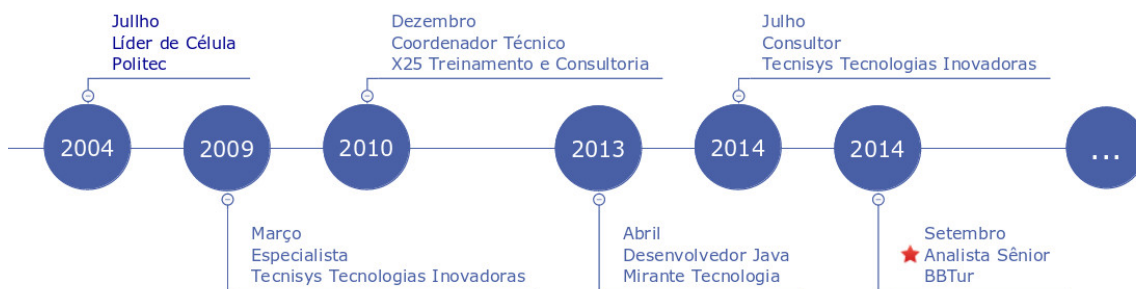 Jullho
Líder de Célula
Politec
Dezembro
Coordenador Técnico
X25 Treinamento e Consultoria
Julho
Consultor
Tecnisys Tecnologias Inovadoras
2004
2009
2010
2013
2014
2014
...
Março
Especialista
Tecnisys Tecnologias Inovadoras
Abril
Desenvolvedor Java
Mirante Tecnologia
Setembro
Analista Sênior
BBTur